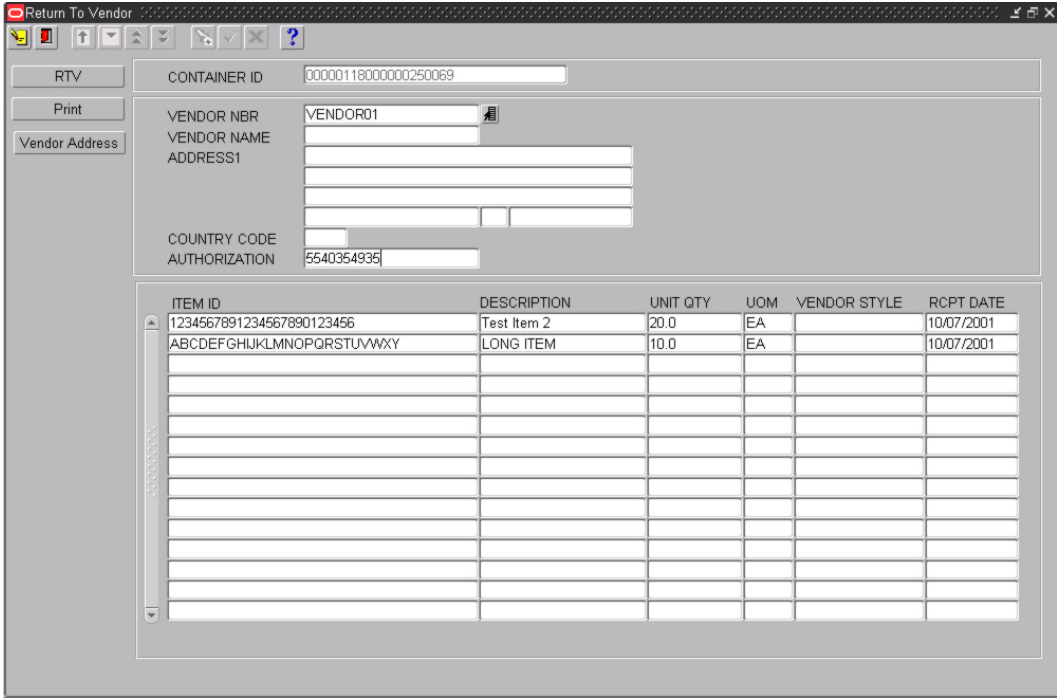 Return To Vendor
?
RTV
Print
Vendor Address
CONTAINER ID 00000118000000250069
VENDOR NBR VENDOR01
VENDOR NAME
ADDRESS1
COUNTRY CODE
AUTHORIZATION 5540354935
ITEM ID DESCRIPTION UNIT QTY UOM VENDOR STYLE RCPT DATE
1234567891234567890123456 Test Item 2 20.0 EA 10/07/2001
ABCDEFGHIJKLMNOPQRSTUVWXY LONG ITEM 10.0 EA 10/07/2001